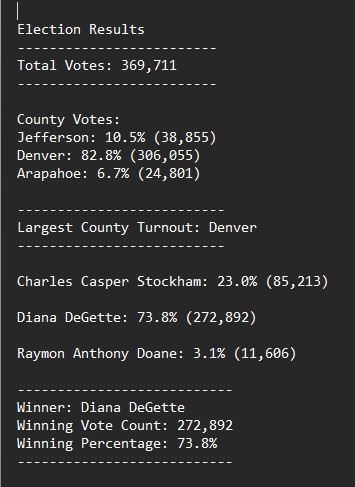 Election Results
-------------------------
Total Votes: 369,711
-------------------------
County Votes:
Jefferson: 10.5% (38,855)
Denver: 82.8% (306,055)
Arapahoe: 6.7% (24,801)
--------------------------
Largest County Turnout: Denver
--------------------------
Charles Casper Stockham: 23.0% (85,213)
Diana DeGette: 73.8% (272,892)
Raymon Anthony Doane: 3.1% (11,606)
---------------------------
Winner: Diana DeGette
Winning Vote Count: 272,892
Winning Percentage: 73.8%
---------------------------